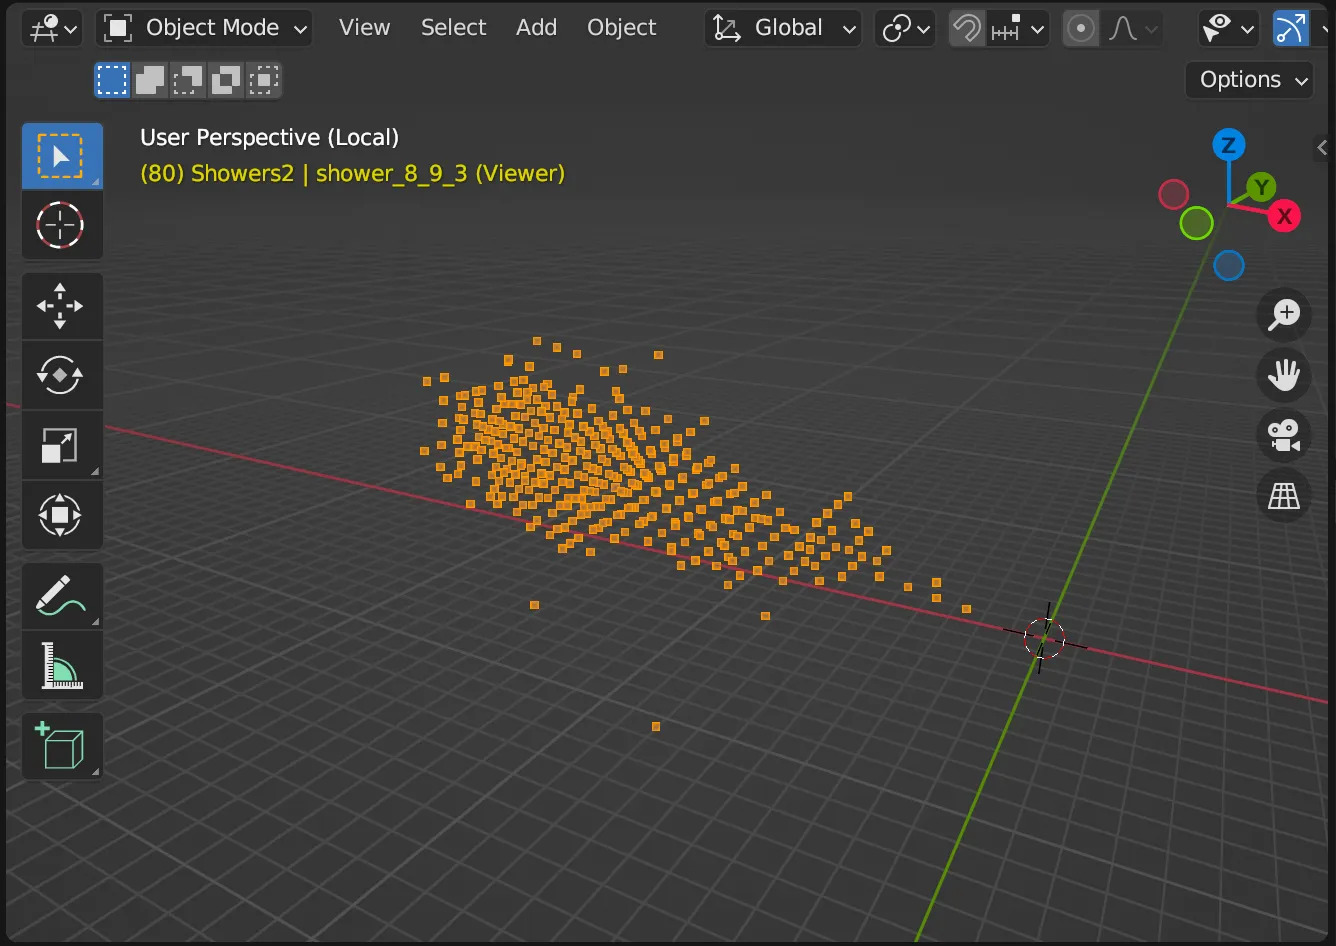 Object Mode View Select Add Object Global
Options
User Perspective (Local)
(80) Showers2 | shower_8_9_3 (Viewer)
Z
Y
X